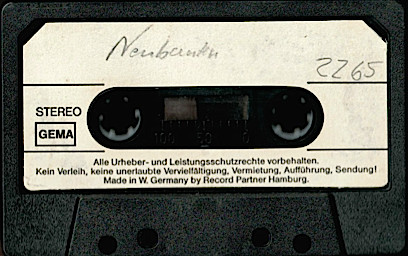 Neubauten
2265
STEREO
GEMA
Alle Urheber- und Leistungsschutzrechte vorbehalten.
Kein Verleih, keine unerlaubte Vervielfältigung, Vermietung, Aufführung, Sendung!
Made in W. Germany by Record Partner Hamburg.